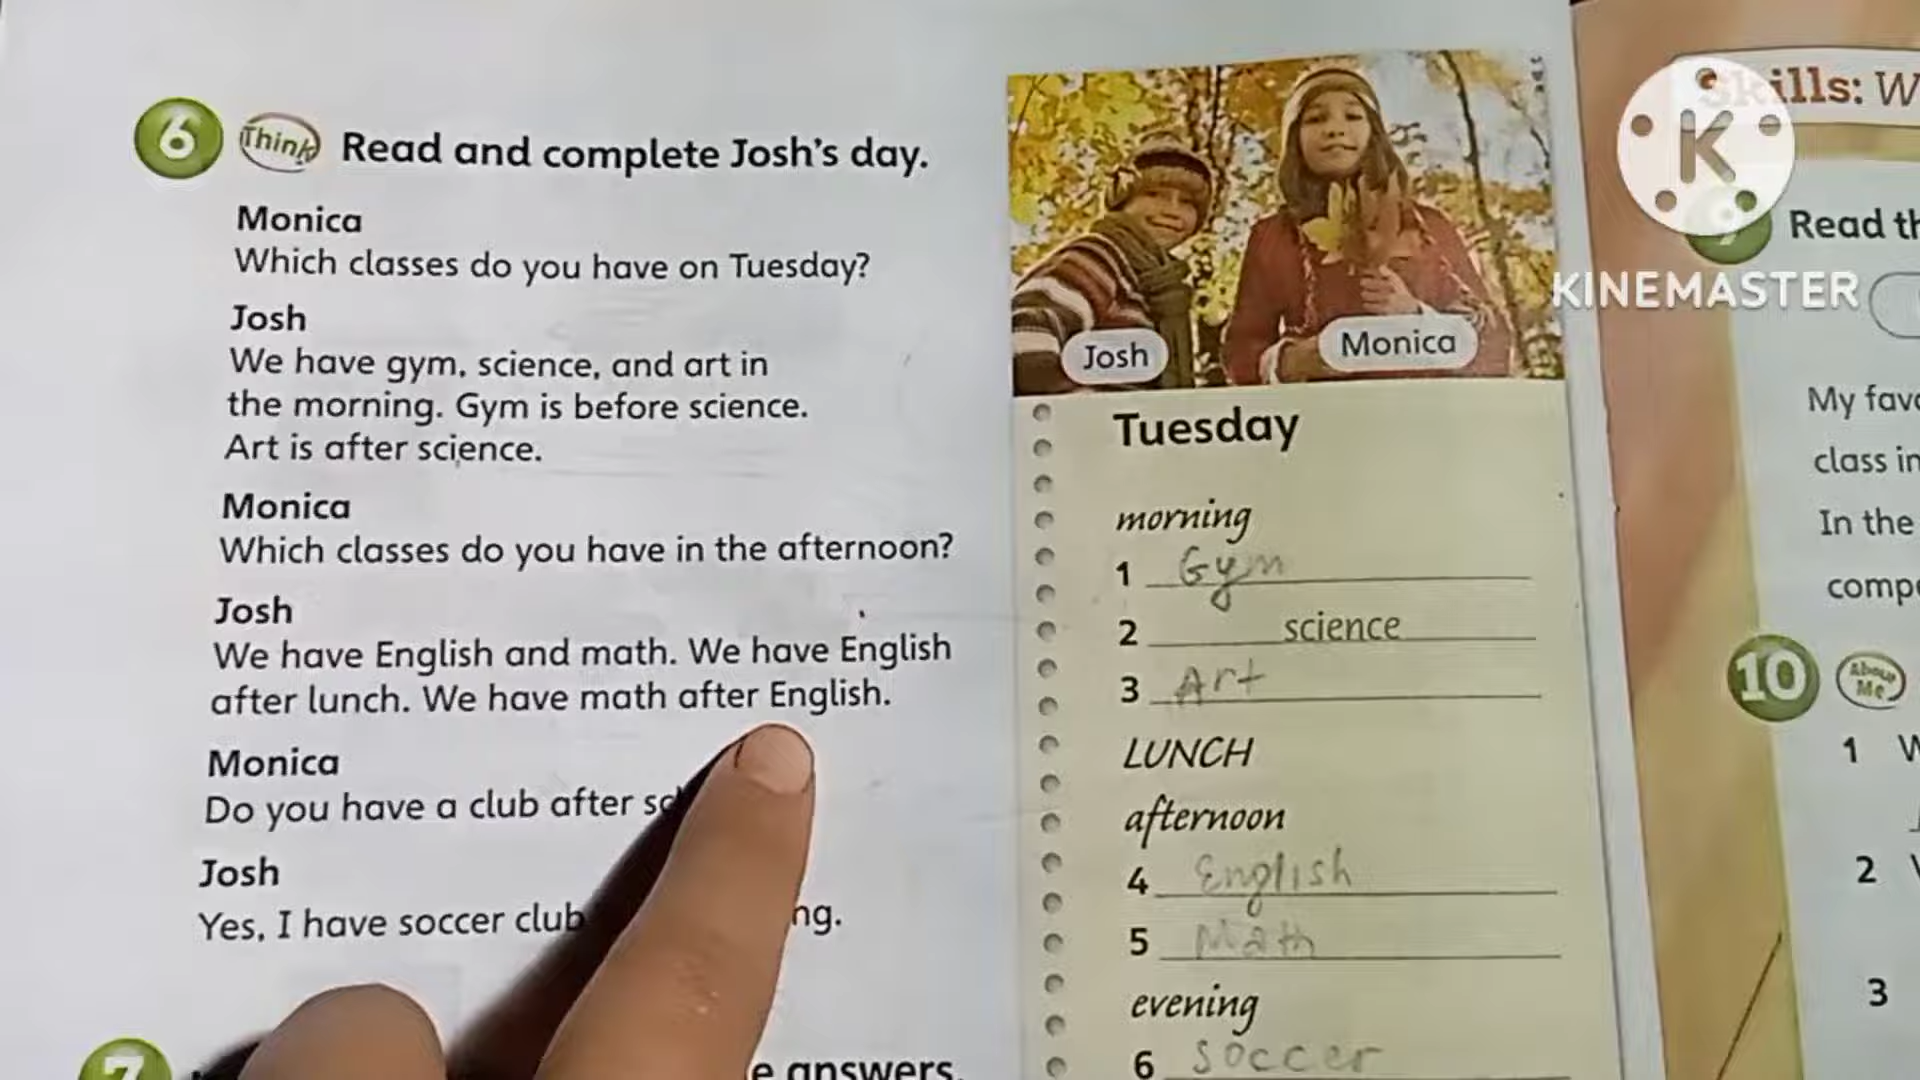 6 Think Read and complete Josh's day.
Monica
Which classes do you have on Tuesday?
Josh
We have gym, science, and art in
the morning. Gym is before science.
Art is after science.
Monica
Which classes do you have in the afternoon?
Josh
We have English and math. We have English
after lunch. We have math after English.
Monica
Do you have a club after
Josh
Yes, I have soccer club
7
answers.
Josh
Monica
Tuesday
morning
1 Gym
2 science
3 Art
LUNCH
afternoon
4 English
5 Math
evening
6 soccer
Skills:
K
KINEMASTER
9 Read
My
class in
In the
10 About Me
1
2
3